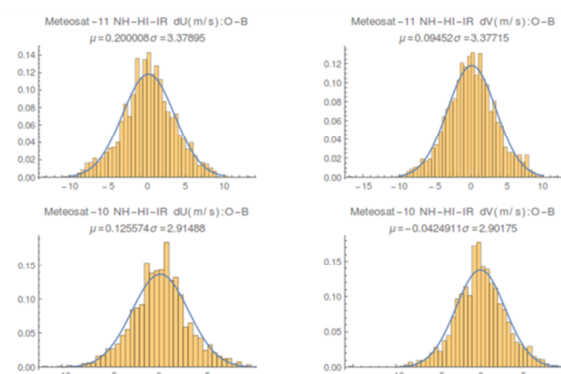 Meteosat-11 NH-HI-IR dU(m/s):O-B
μ=0.200008σ=3.37895
0.14
0.12
0.10
0.08
0.06
0.04
0.02
0.00
-10 -5 0 5 10
Meteosat-11 NH-HI-IR dV(m/s):O-B
μ=0.09452σ=3.37715
0.12
0.10
0.08
0.06
0.04
0.02
0.00
-15 -10 -5 0 5 10
Meteosat-10 NH-HI-IR dU(m/s):O-B
μ=0.125574σ=2.91488
0.15
0.10
0.05
0.00
Meteosat-10 NH-HI-IR dV(m/s):O-B
μ=-0.0424911σ=2.90175
0.15
0.10
0.05
0.00